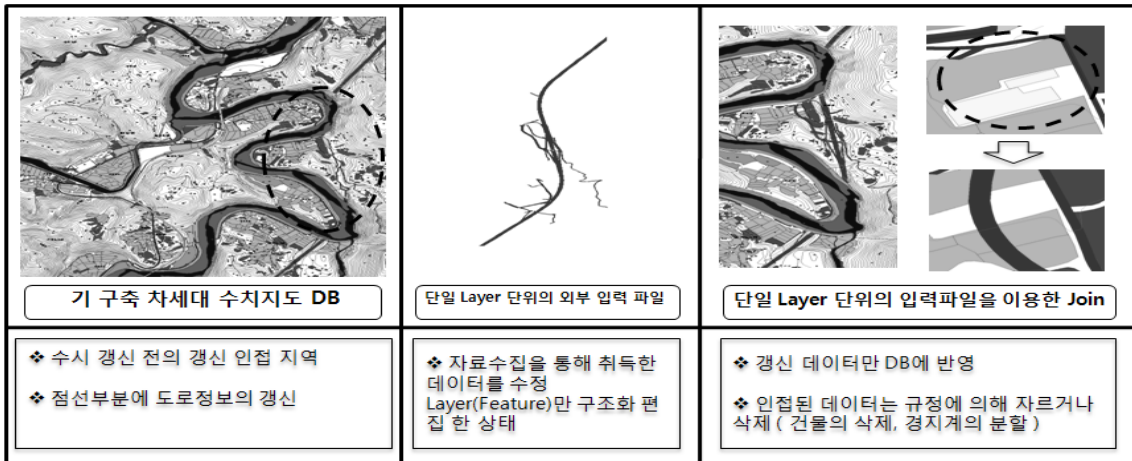 기 구축 차세대 수치지도 DB
단일 Layer 단위의 외부 입력 파일
단일 Layer 단위의 입력파일을 이용한 Join
❖ 수시 갱신 전의 갱신 인접 지역
❖ 점선부분에 도로정보의 갱신
❖ 자료수집을 통해 취득한
데이터를 수정
Layer(Feature)만 구조화 편
집 한 상태
❖ 갱신 데이터만 DB에 반영
❖ 인접된 데이터는 규정에 의해 자르거나
삭제 ( 건물의 삭제, 경지계의 분할 )